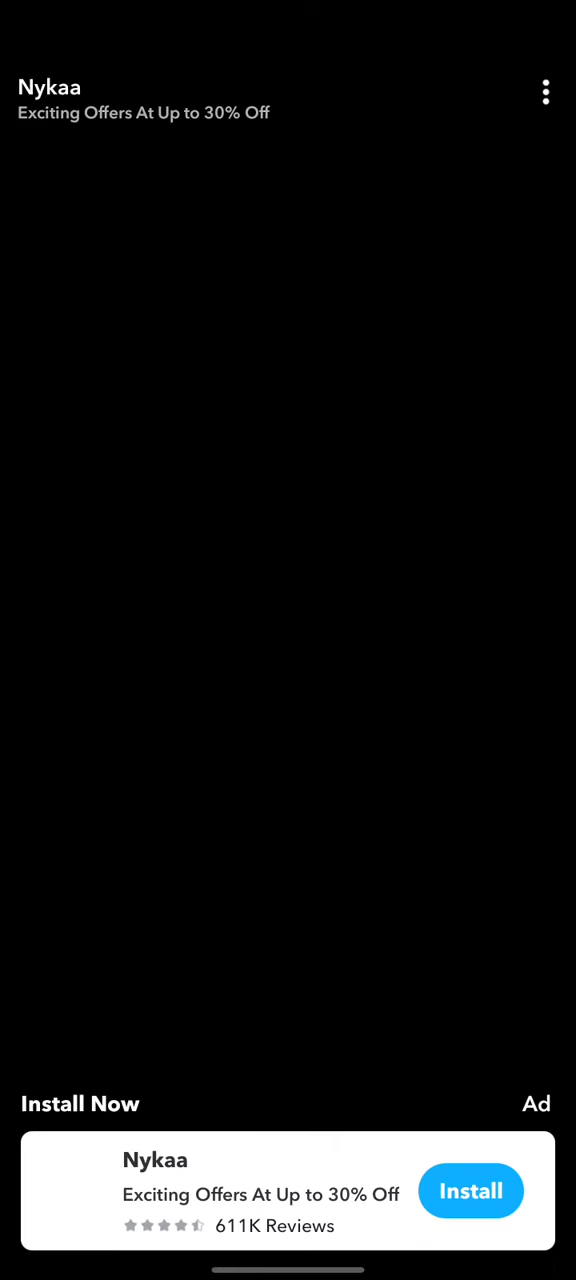 Nykaa
Exciting Offers At Up to 30% Off
Install Now
Ad
Nykaa
Exciting Offers At Up to 30% Off
Install
611K Reviews